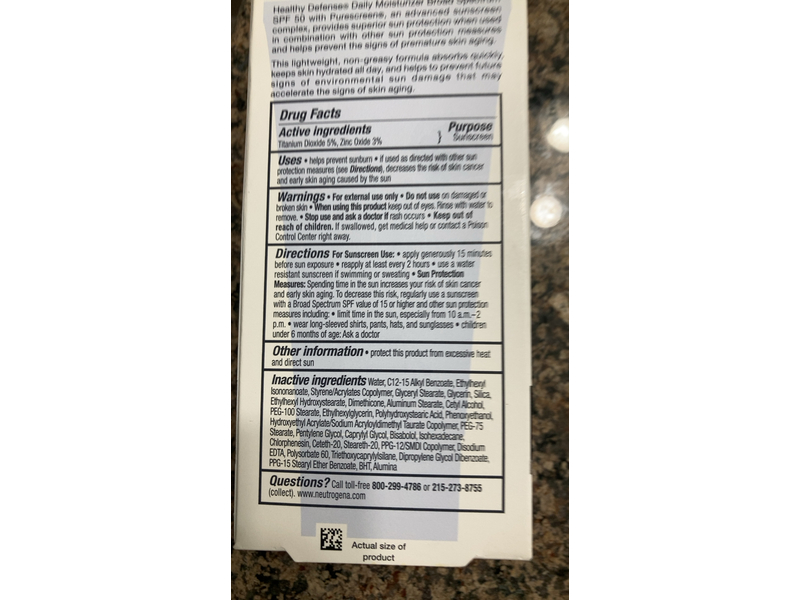 Healthy Defenses Daily Moisturizer Broad Spectrum
SPF 50 with Purescreens, an advanced sunscreen
complex, provides superior sun protection when used
in combination with other sun protection measures
and helps prevent the signs of premature skin aging.
This lightweight, non-greasy formula absorbs quickly,
keeps skin hydrated all day, and helps to prevent future
signs of environmental sun damage that may
accelerate the signs of skin aging.
Drug Facts
Active ingredients Purpose
Titanium Dioxide 5%, Zinc Oxide 3% } Sunscreen
Uses • helps prevent sunburn • if used as directed with other sun
protection measures (see Directions), decreases the risk of skin cancer
and early skin aging caused by the sun
Warnings • For external use only • Do not use on damaged or
broken skin • When using this product keep out of eyes. Rinse with water to
remove. • Stop use and ask a doctor if rash occurs • Keep out of
reach of children. If swallowed, get medical help or contact a Poison
Control Center right away.
Directions For Sunscreen Use: • apply generously 15 minutes
before sun exposure • reapply at least every 2 hours • use a water
resistant sunscreen if swimming or sweating • Sun Protection
Measures: Spending time in the sun increases your risk of skin cancer
and early skin aging. To decrease this risk, regularly use a sunscreen
with a Broad Spectrum SPF value of 15 or higher and other sun protection
measures including: • limit time in the sun, especially from 10 a.m.–2
p.m. • wear long-sleeved shirts, pants, hats, and sunglasses • children
under 6 months of age: Ask a doctor
Other information • protect this product from excessive heat
and direct sun
Inactive ingredients Water, C12-15 Alkyl Benzoate, Ethylhexyl
Isononanoate, Styrene/Acrylates Copolymer, Glyceryl Stearate, Glycerin, Silica,
Ethylhexyl Hydroxystearate, Dimethicone, Aluminum Stearate, Cetyl Alcohol,
PEG-100 Stearate, Ethylhexylglycerin, Polyhydroxystearic Acid, Phenoxyethanol,
Hydroxyethyl Acrylate/Sodium Acryloyldimethyl Taurate Copolymer, PEG-75
Stearate, Pentylene Glycol, Caprylyl Glycol, Bisabolol, Isohexadecane,
Chlorphenesin, Ceteth-20, Steareth-20, PPG-12/SMDI Copolymer, Disodium
EDTA, Polysorbate 60, Triethoxycaprylylsilane, Dipropylene Glycol Dibenzoate,
PPG-15 Stearyl Ether Benzoate, BHT, Alumina
Questions? Call toll-free 800-299-4786 or 215-273-8755
(collect). www.neutrogena.com
Actual size of
product